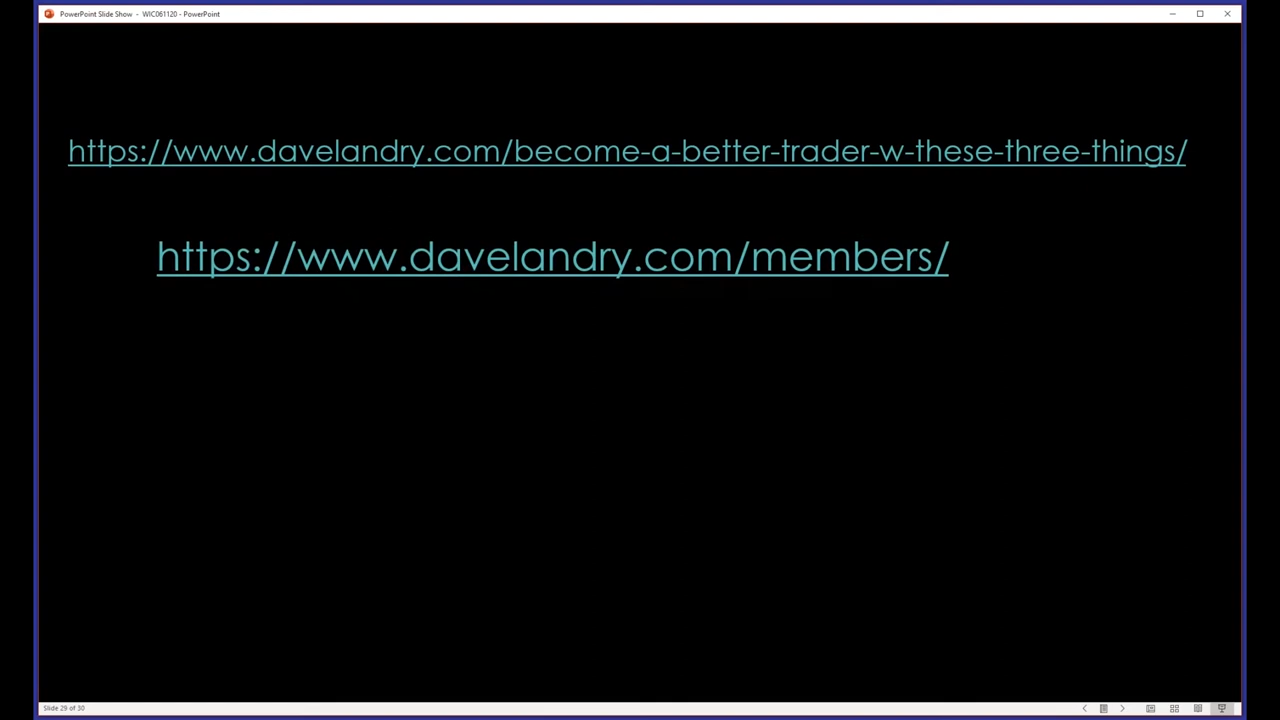 PowerPoint Slide Show - WIC061120 - PowerPoint
https://www.davelandry.com/become-a-better-trader-w-these-three-things/
https://www.davelandry.com/members/
Slide 29 of 30